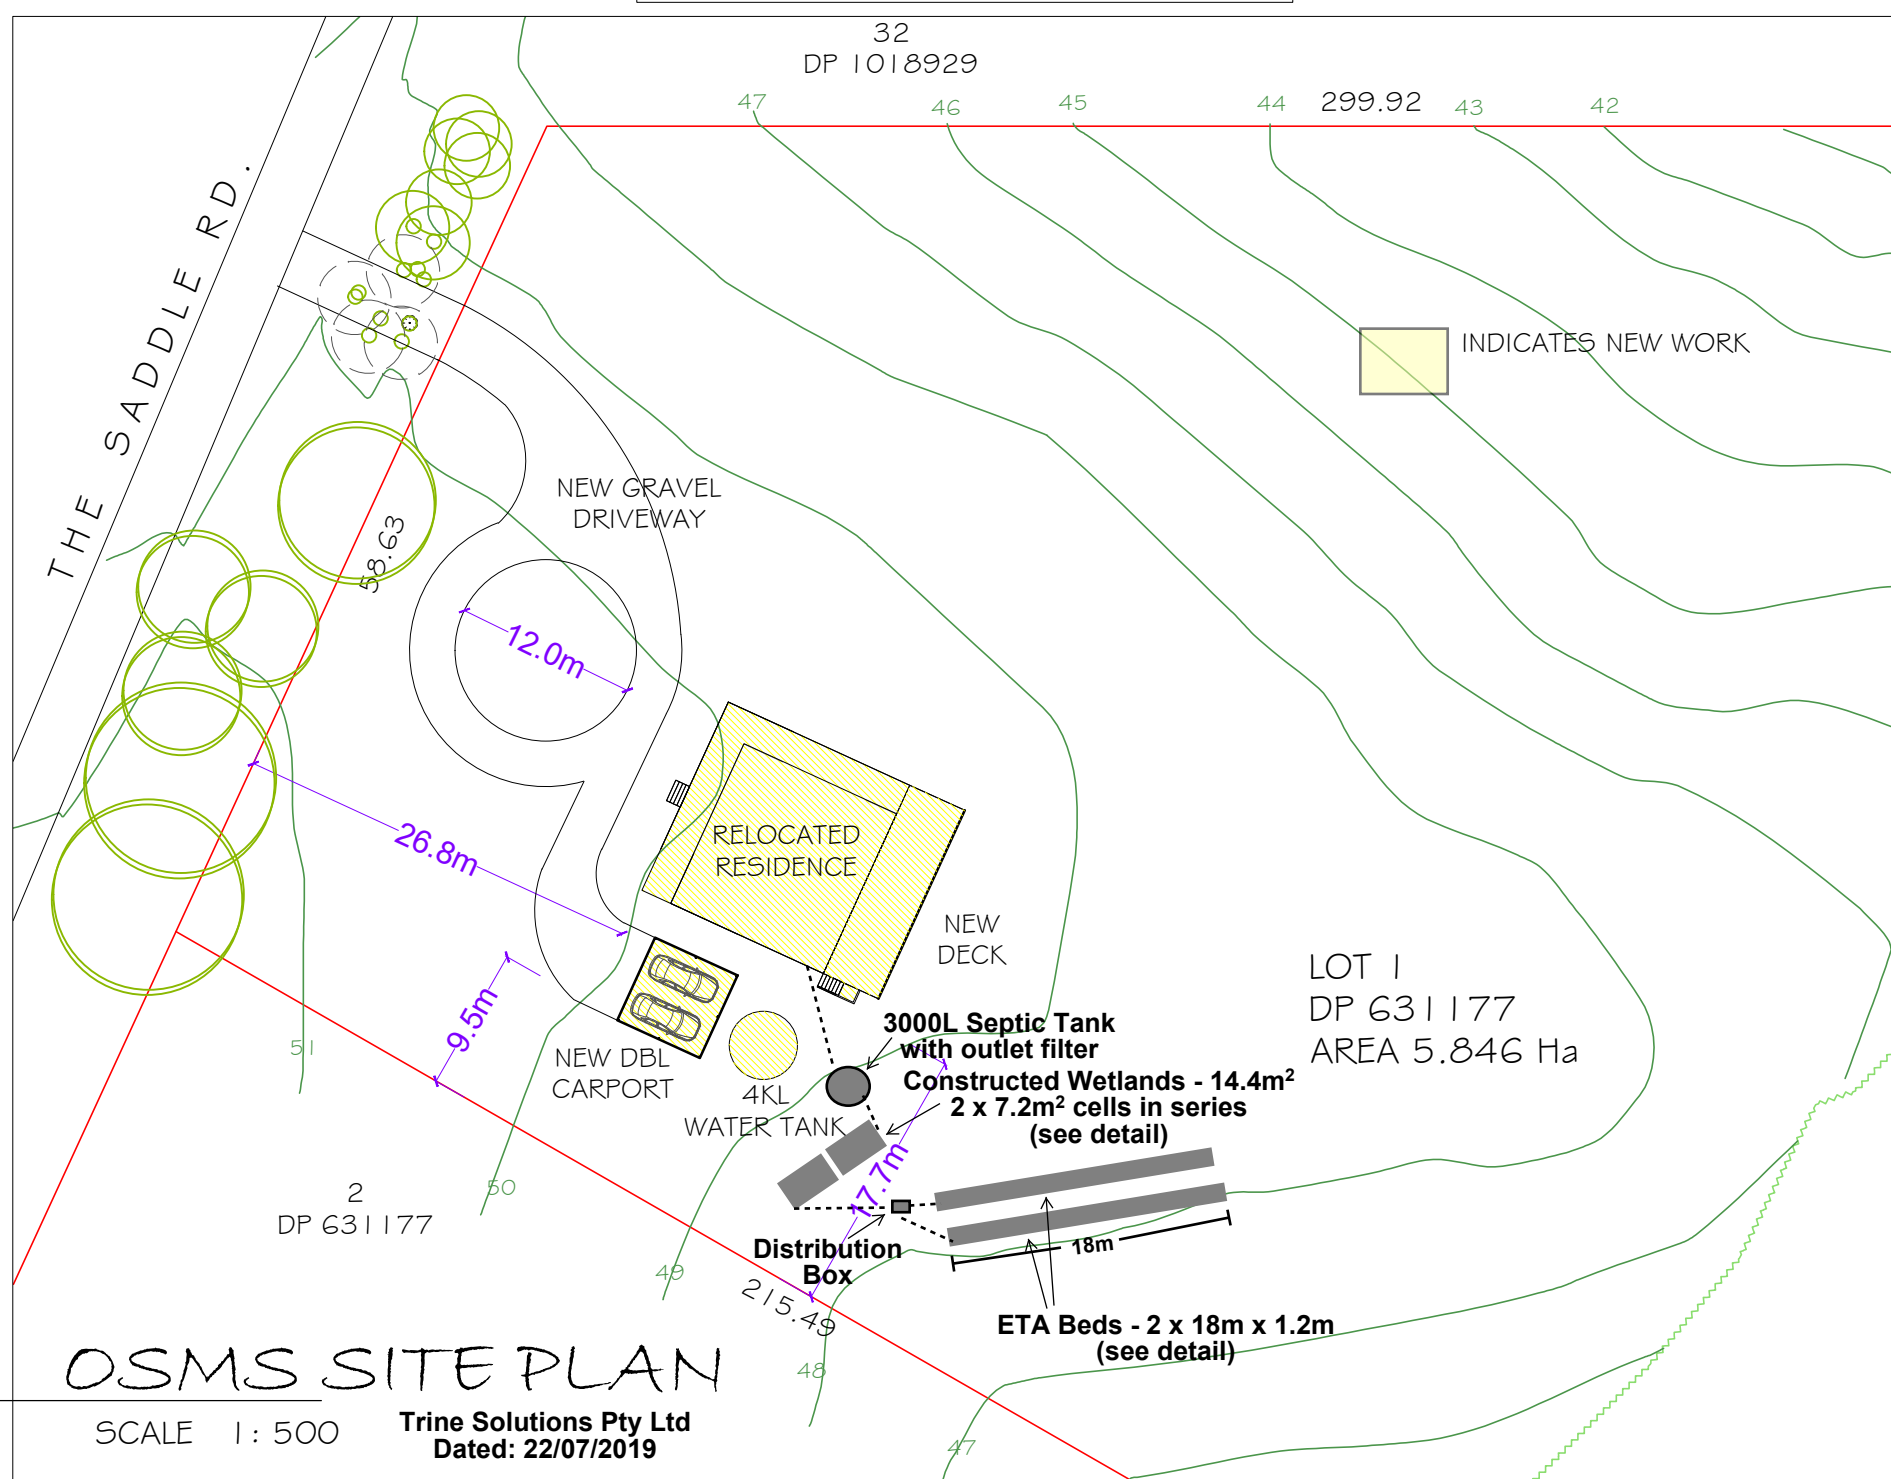 32
DP 1018929
47
46
45
44
299.92
43
42
THE SADDLE RD.
INDICATES NEW WORK
NEW GRAVEL
DRIVEWAY
58.63
12.0m
26.8m
RELOCATED
RESIDENCE
NEW
DECK
LOT 1
DP 631177
AREA 5.846 Ha
9.5m
51
NEW DBL
CARPORT
4KL
WATER TANK
3000L Septic Tank
with outlet filter
Constructed Wetlands - 14.4m²
2 x 7.2m² cells in series
(see detail)
17.7m
50
2
DP 631177
Distribution
Box
18m
49
215.49
ETA Beds - 2 x 18m x 1.2m
(see detail)
48
47
OSMS SITE PLAN
SCALE 1: 500
Trine Solutions Pty Ltd
Dated: 22/07/2019